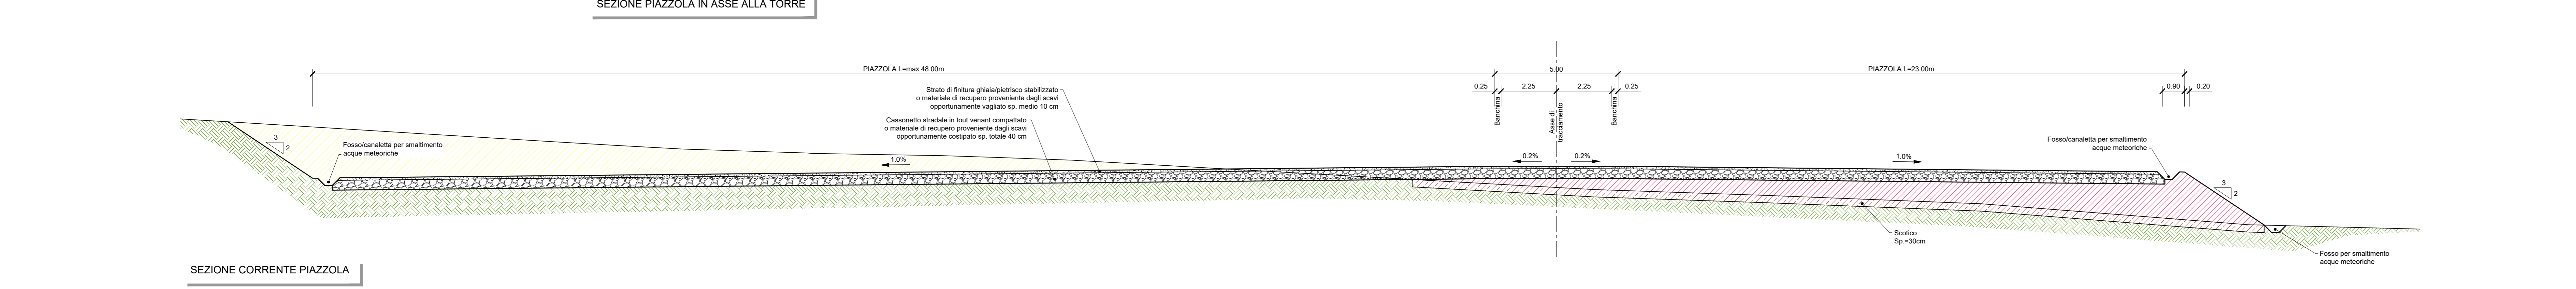 SEZIONE PIAZZOLA IN ASSE ALLA TORRE
PIAZZOLA L=max 48.00m
5.00
PIAZZOLA L=23.00m
0.25
2.25
2.25
0.25
0.90
0.20
Banchina
Asse di
tracciamento
Banchina
Strato di finitura ghiaia/pietrisco stabilizzato
o materiale di recupero proveniente dagli scavi
opportunamente vagliato sp. medio 10 cm
Cassonetto stradale in tout venant compattato
o materiale di recupero proveniente dagli scavi
opportunamente costipato sp. totale 40 cm
3
2
Fosso/canaletta per smaltimento
acque meteoriche
1.0%
0.2%
0.2%
1.0%
Fosso/canaletta per smaltimento
acque meteoriche
3
2
Scotico
Sp.=30cm
Fosso per smaltimento
acque meteoriche
SEZIONE CORRENTE PIAZZOLA